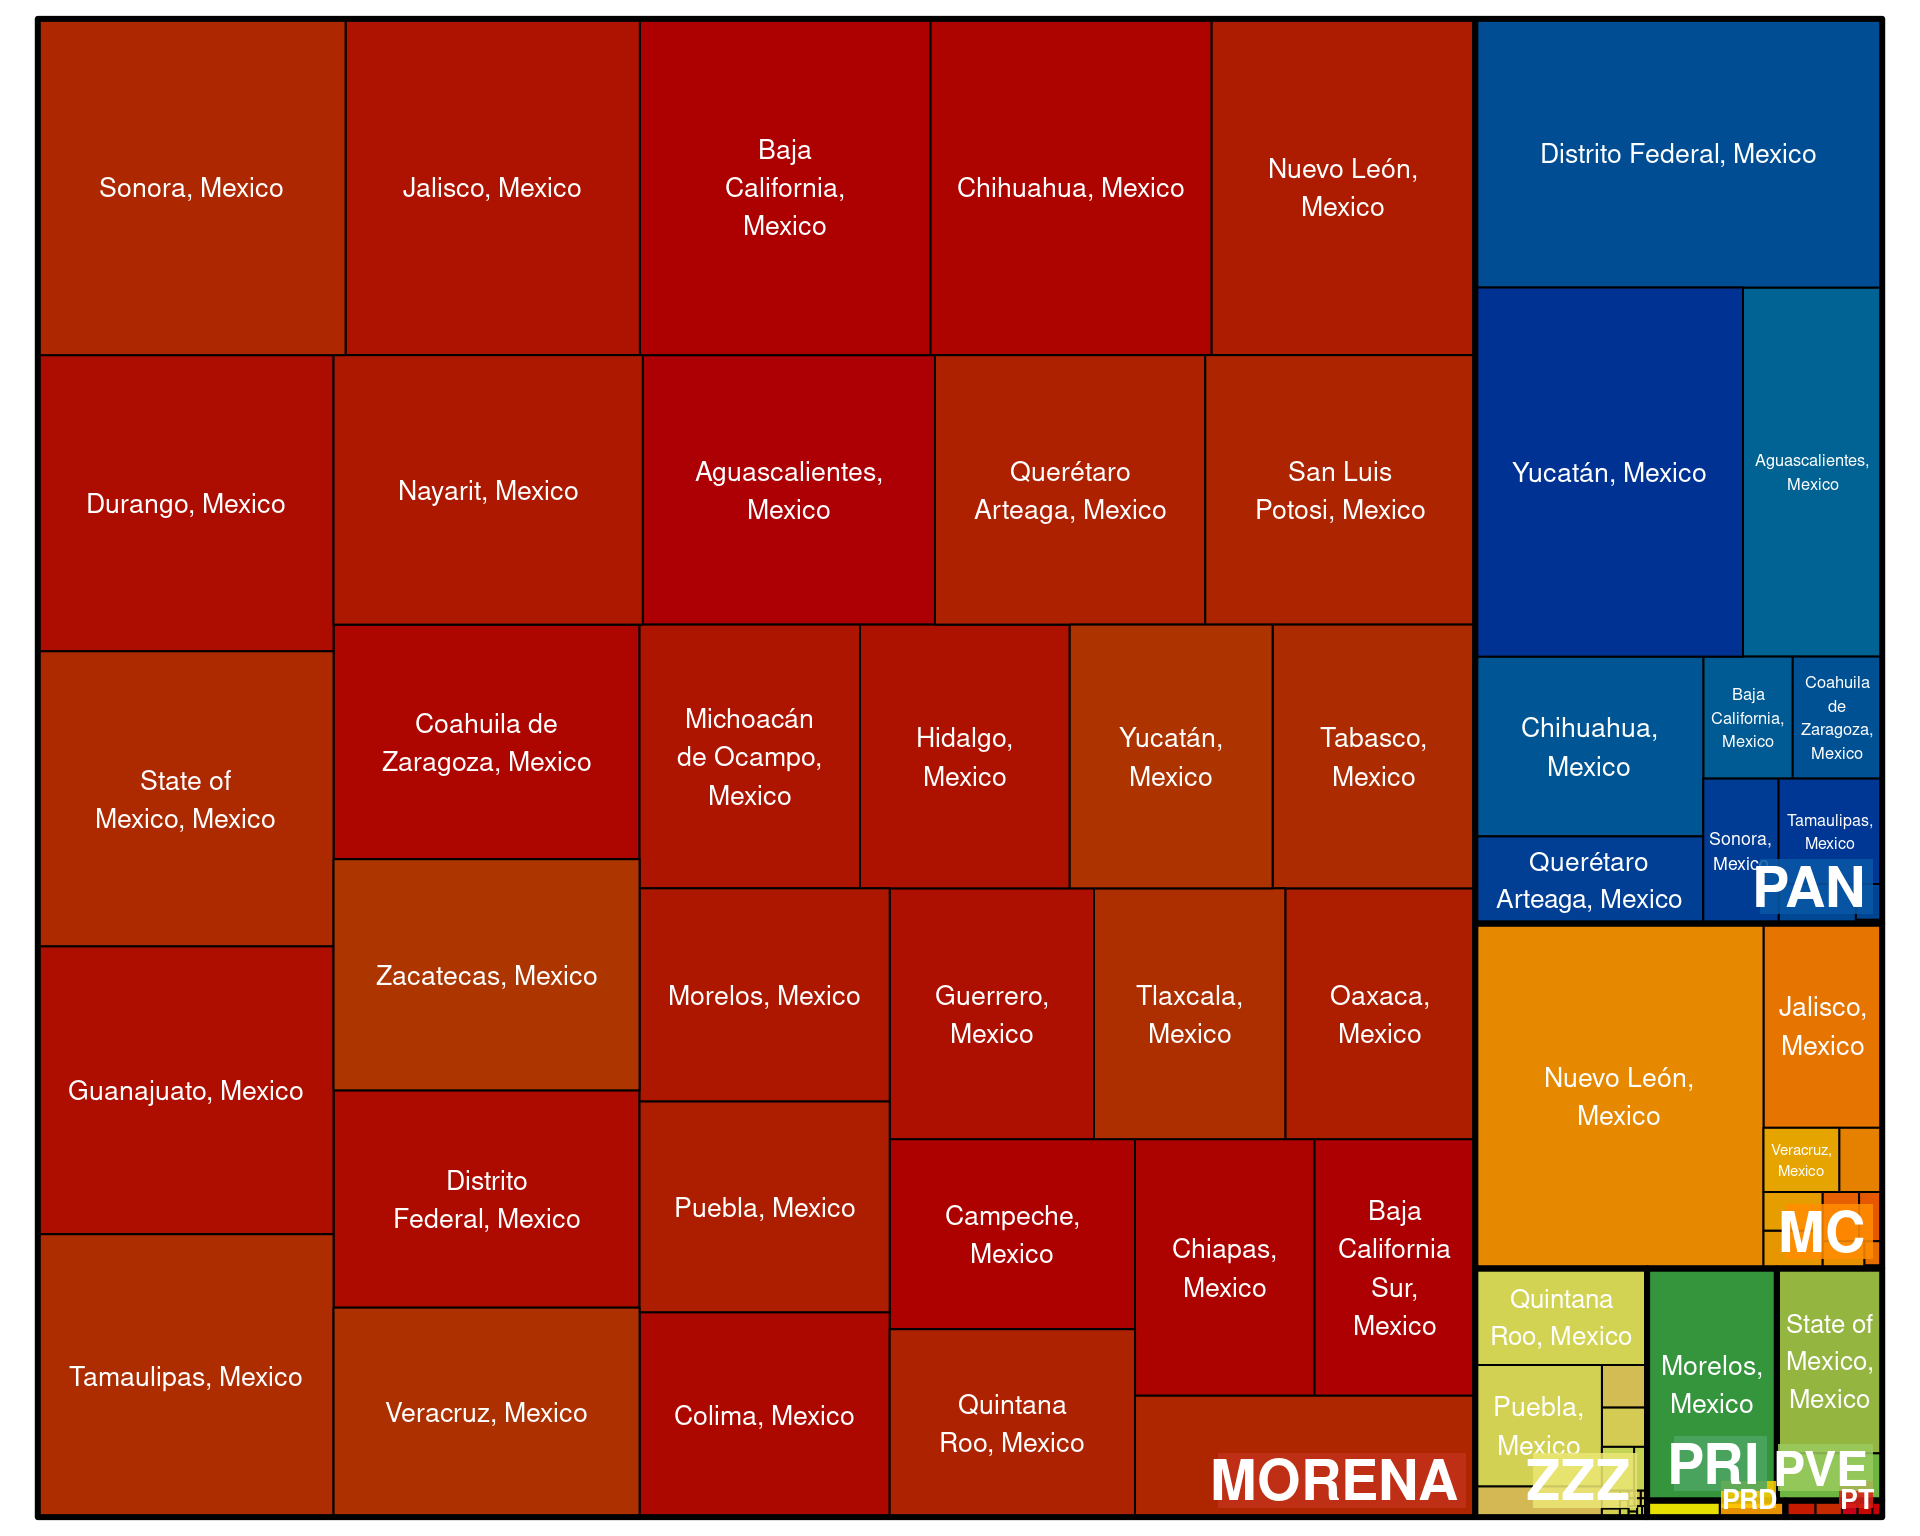 Sonora, Mexico
Jalisco, Mexico
Baja
California,
Mexico
Chihuahua, Mexico
Nuevo León,
Mexico
Durango, Mexico
Nayarit, Mexico
Aguascalientes,
Mexico
Querétaro
Arteaga, Mexico
San Luis
Potosi, Mexico
State of
Mexico, Mexico
Coahuila de
Zaragoza, Mexico
Michoacán
de Ocampo,
Mexico
Hidalgo,
Mexico
Yucatán,
Mexico
Tabasco,
Mexico
Guanajuato, Mexico
Zacatecas, Mexico
Morelos, Mexico
Guerrero,
Mexico
Tlaxcala,
Mexico
Oaxaca,
Mexico
Distrito
Federal, Mexico
Puebla, Mexico
Campeche,
Mexico
Chiapas,
Mexico
Baja
California
Sur,
Mexico
Tamaulipas, Mexico
Veracruz, Mexico
Colima, Mexico
Quintana
Roo, Mexico
MORENA
Distrito Federal, Mexico
Yucatán, Mexico
Aguascalientes,
Mexico
Chihuahua,
Mexico
Baja
California,
Mexico
Coahuila
de
Zaragoza,
Mexico
Querétaro
Arteaga, Mexico
Sonora,
Mexico
Tamaulipas,
Mexico
PAN
Nuevo León,
Mexico
Jalisco,
Mexico
Veracruz,
Mexico
MC
Quintana
Roo, Mexico
Puebla,
Mexico
ZZZ
Morelos,
Mexico
PRI
State of
Mexico,
Mexico
PVE
PRD
PT